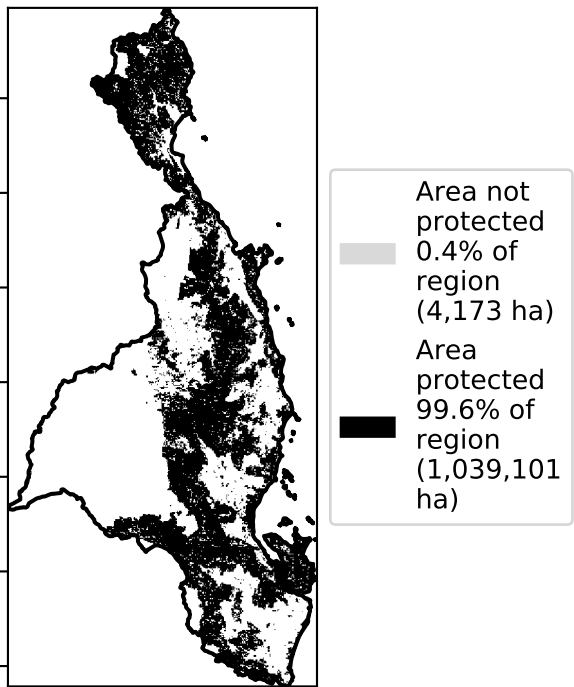 Area not
protected
0.4% of
region
(4,173 ha)
Area
protected
99.6% of
region
(1,039,101
ha)